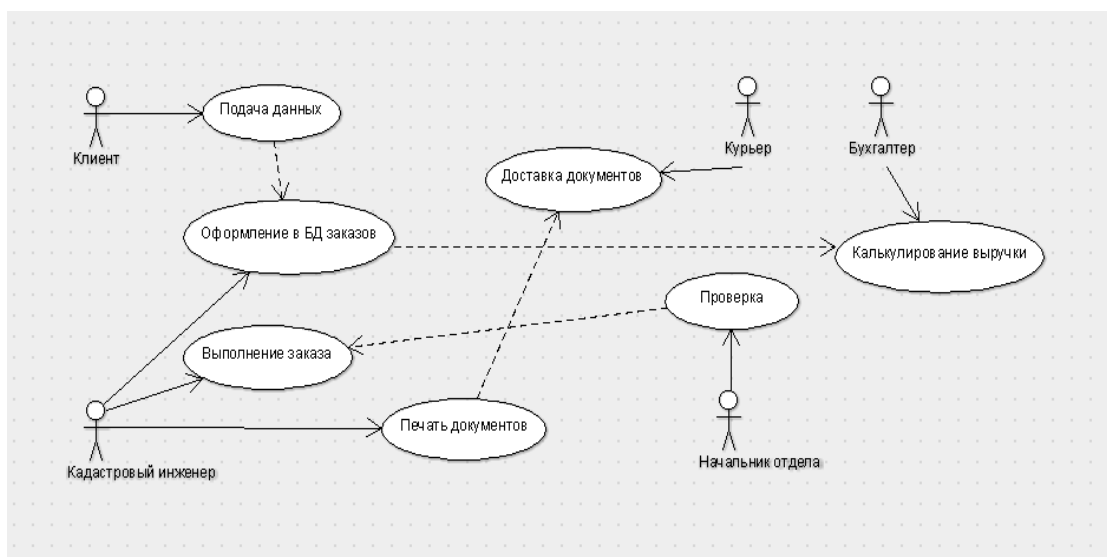 Подача данных
Клиент
Курьер
Бухгалтер
Доставка документов
Оформление в БД заказов
Калькулирование выручки
Проверка
Выполнение заказа
Печать документов
Начальник отдела
Кадастровый инженер